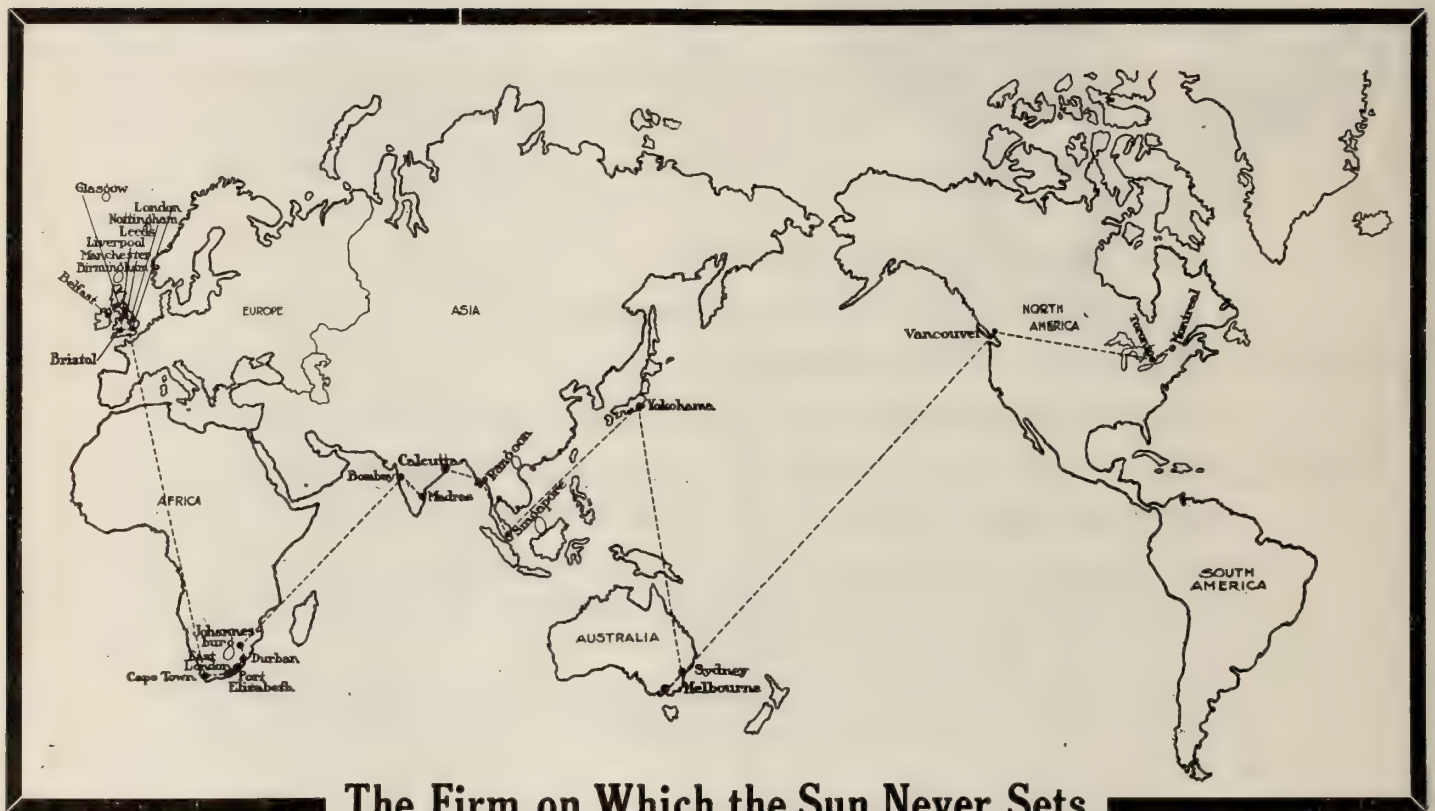 Glasgow
London
Nottingham
Leeds
Liverpool
Manchester
Birmingham
Belfast
Bristol
EUROPE
ASIA
AFRICA
Bombay
Calcutta
Madras
Rangoon
Singapore
Yokohama
Johannes
burg
East
London
Durban
Cape Town
Port
Elizabeth
AUSTRALIA
Sydney
Melbourne
Vancouver
NORTH
AMERICA
Toronto
Montreal
SOUTH
AMERICA
The Firm on Which the Sun Never Sets